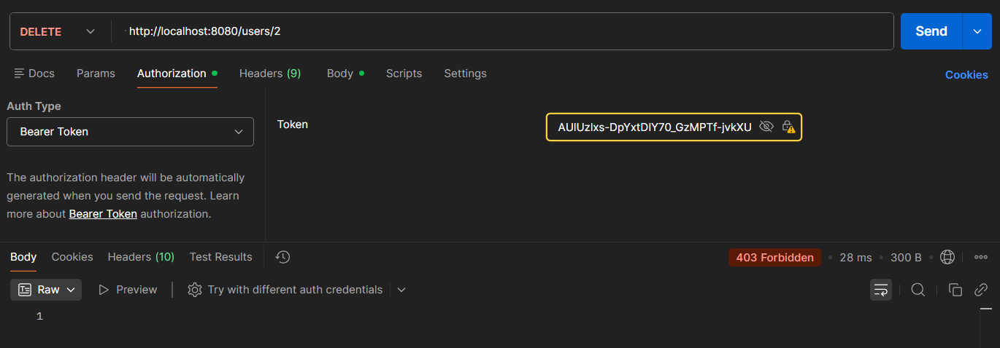 DELETE http://localhost:8080/users/2 Send
Docs Params Authorization Headers (9) Body Scripts Settings Cookies
Auth Type
Bearer Token
Token AUlUzlxs-DpYxtDlY70_GzMPTf-jvkXU
The authorization header will be automatically
generated when you send the request. Learn
more about Bearer Token authorization.
Body Cookies Headers (10) Test Results 403 Forbidden 28 ms 300 B
Raw Preview Try with different auth credentials
1